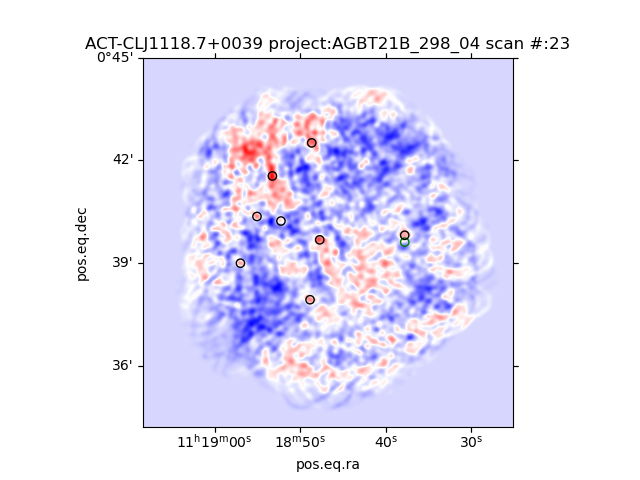 ACT-CLJ1118.7+0039 project:AGBT21B_298_04 scan #:23
0°45'
42'
39'
36'
pos.eq.dec
11h19m00s 18m50s 40s 30s
pos.eq.ra